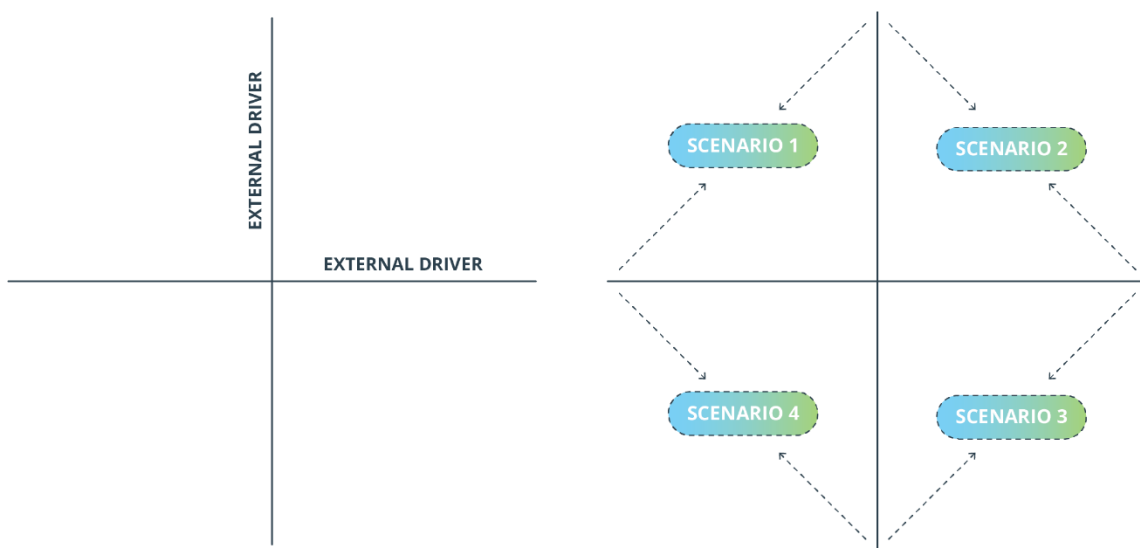 EXTERNAL DRIVER
EXTERNAL DRIVER
SCENARIO 1
SCENARIO 2
SCENARIO 4
SCENARIO 3